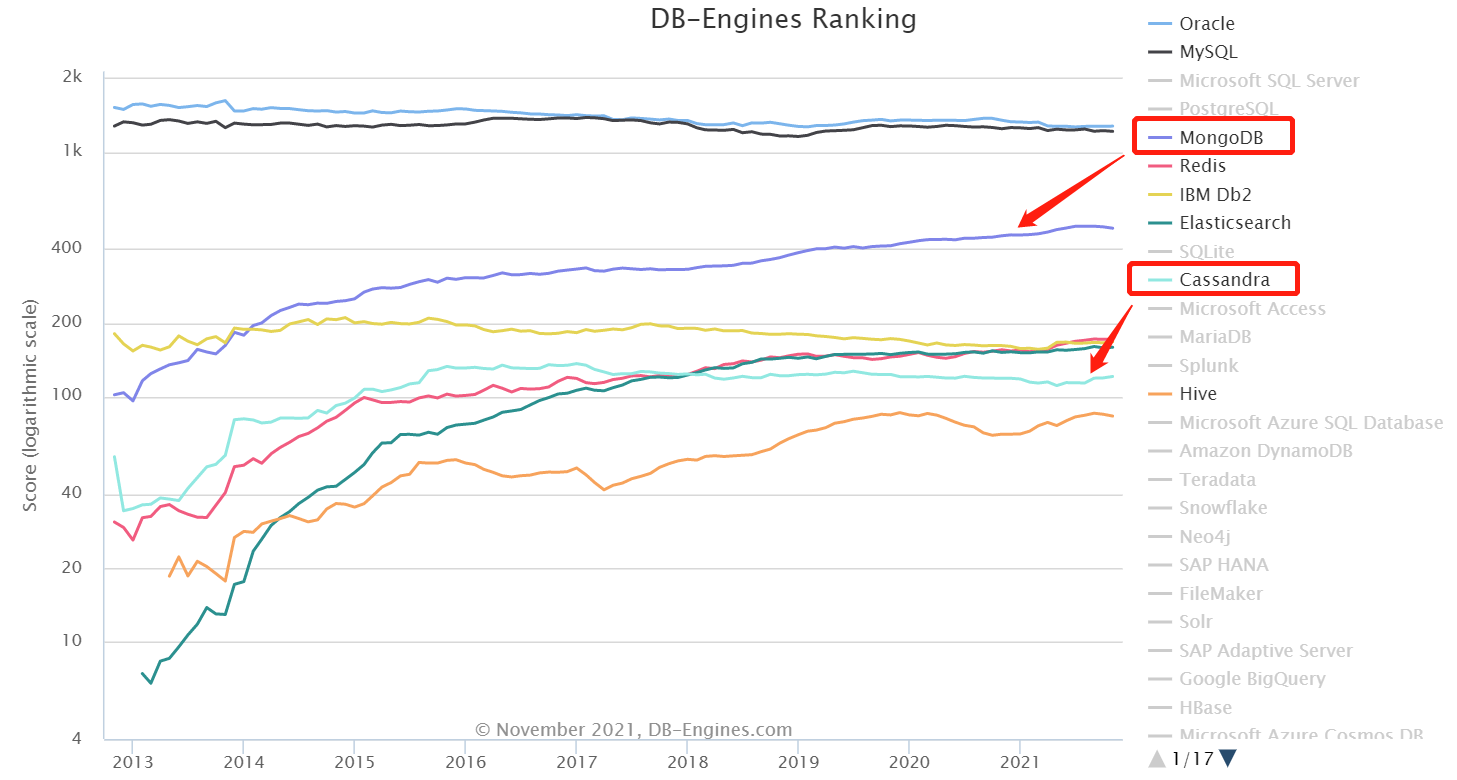 DB-Engines Ranking
Score (logarithmic scale)
2k
1k
400
200
100
40
20
10
4
2013
2014
2015
2016
2017
2018
2019
2020
2021
© November 2021, DB-Engines.com
Oracle
MySQL
Microsoft SQL Server
PostgreSQL
MongoDB
Redis
IBM Db2
Elasticsearch
SQLite
Cassandra
Microsoft Access
MariaDB
Splunk
Hive
Microsoft Azure SQL Database
Amazon DynamoDB
Teradata
Snowflake
Neo4j
SAP HANA
FileMaker
Solr
SAP Adaptive Server
Google BigQuery
HBase
Microsoft Azure Cosmos DB
1/17